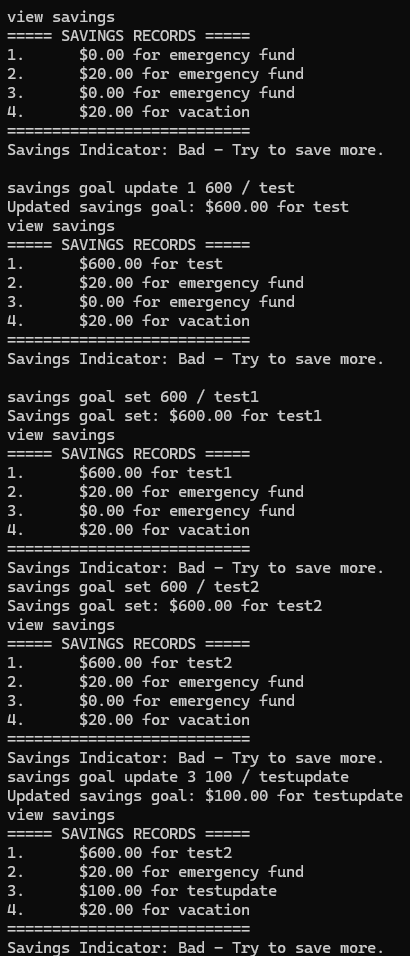 view savings
===== SAVINGS RECORDS =====
1.      $0.00 for emergency fund
2.      $20.00 for emergency fund
3.      $0.00 for emergency fund
4.      $20.00 for vacation
===========================
Savings Indicator: Bad - Try to save more.

savings goal update 1 600 / test
Updated savings goal: $600.00 for test
view savings
===== SAVINGS RECORDS =====
1.      $600.00 for test
2.      $20.00 for emergency fund
3.      $0.00 for emergency fund
4.      $20.00 for vacation
===========================
Savings Indicator: Bad - Try to save more.

savings goal set 600 / test1
Savings goal set: $600.00 for test1
view savings
===== SAVINGS RECORDS =====
1.      $600.00 for test1
2.      $20.00 for emergency fund
3.      $0.00 for emergency fund
4.      $20.00 for vacation
===========================
Savings Indicator: Bad - Try to save more.
savings goal set 600 / test2
Savings goal set: $600.00 for test2
view savings
===== SAVINGS RECORDS =====
1.      $600.00 for test2
2.      $20.00 for emergency fund
3.      $0.00 for emergency fund
4.      $20.00 for vacation
===========================
Savings Indicator: Bad - Try to save more.
savings goal update 3 100 / testupdate
Updated savings goal: $100.00 for testupdate
view savings
===== SAVINGS RECORDS =====
1.      $600.00 for test2
2.      $20.00 for emergency fund
3.      $100.00 for testupdate
4.      $20.00 for vacation
===========================
Savings Indicator: Bad - Try to save more.